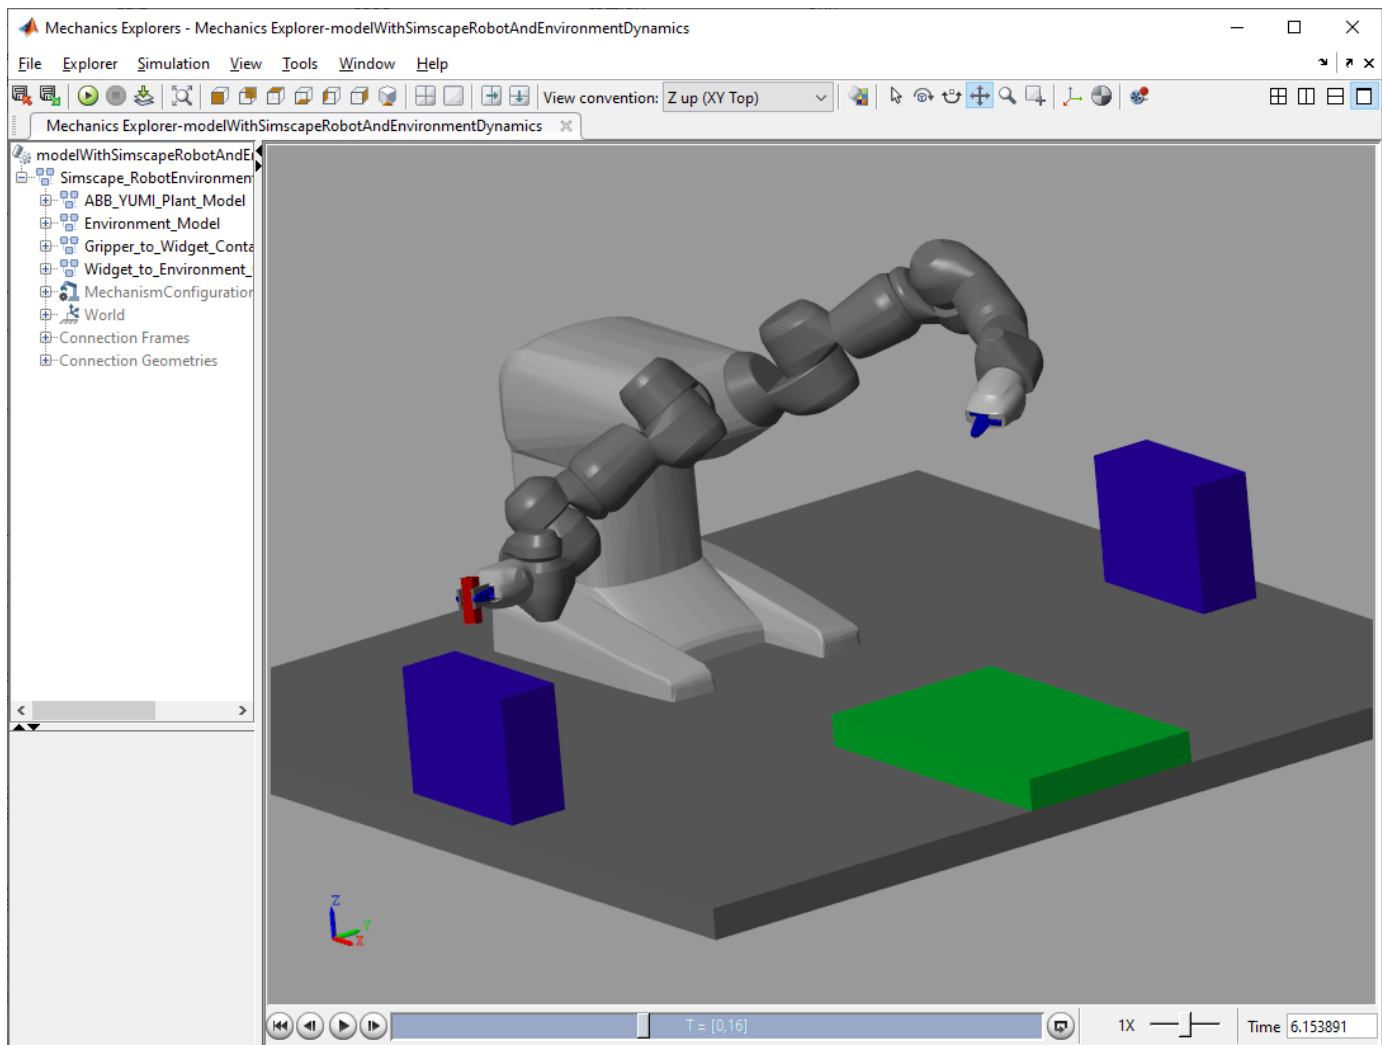 Mechanics Explorers - Mechanics Explorer-modelWithSimscapeRobotAndEnvironmentDynamics
File Explorer Simulation View Tools Window Help
View convention: Z up (XY Top)
Mechanics Explorer-modelWithSimscapeRobotAndEnvironmentDynamics
modelWithSimscapeRobotAndE
Simscape_RobotEnvironmen
ABB_YUMI_Plant_Model
Environment_Model
Gripper_to_Widget_Conta
Widget_to_Environment_
MechanismConfiguration
World
Connection Frames
Connection Geometries
Z
Y
X
T = [0,16]
1X
Time 6.153891